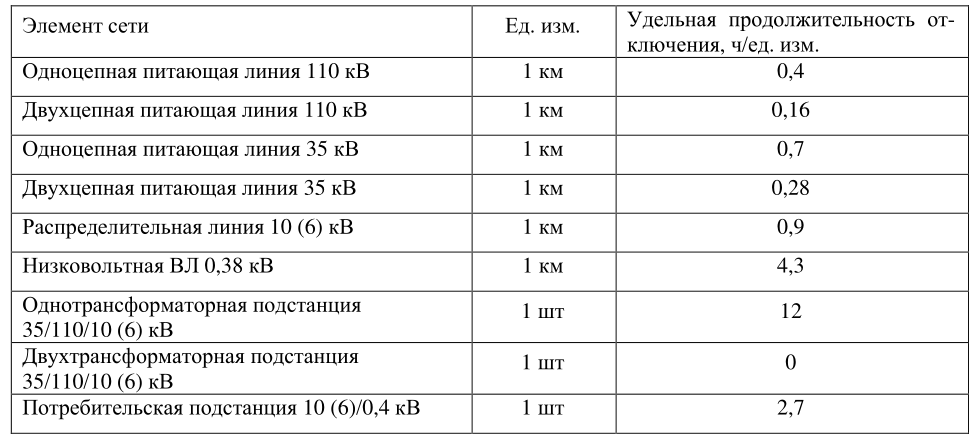 Элемент сети
Ед. изм.
Удельная продолжительность от-
ключения, ч/ед. изм.
Одноцепная питающая линия 110 кВ
1 км
0,4
Двухцепная питающая линия 110 кВ
1 км
0,16
Одноцепная питающая линия 35 кВ
1 км
0,7
Двухцепная питающая линия 35 кВ
1 км
0,28
Распределительная линия 10 (6) кВ
1 км
0,9
Низковольтная ВЛ 0,38 кВ
1 км
4,3
Однотрансформаторная подстанция
35/110/10 (6) кВ
1 шт
12
Двухтрансформаторная подстанция
35/110/10 (6) кВ
1 шт
0
Потребительская подстанция 10 (6)/0,4 кВ
1 шт
2,7